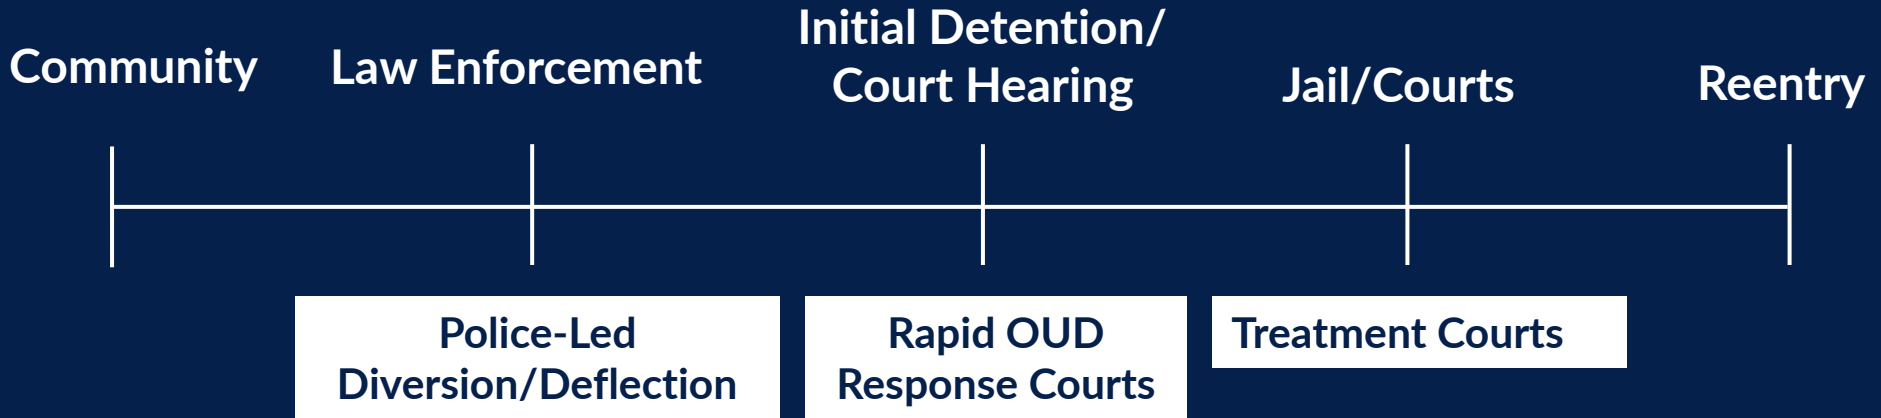 Community
Law Enforcement
Initial Detention/
Court Hearing
Jail/Courts
Reentry
Police-Led
Diversion/Deflection
Rapid OUD
Response Courts
Treatment Courts